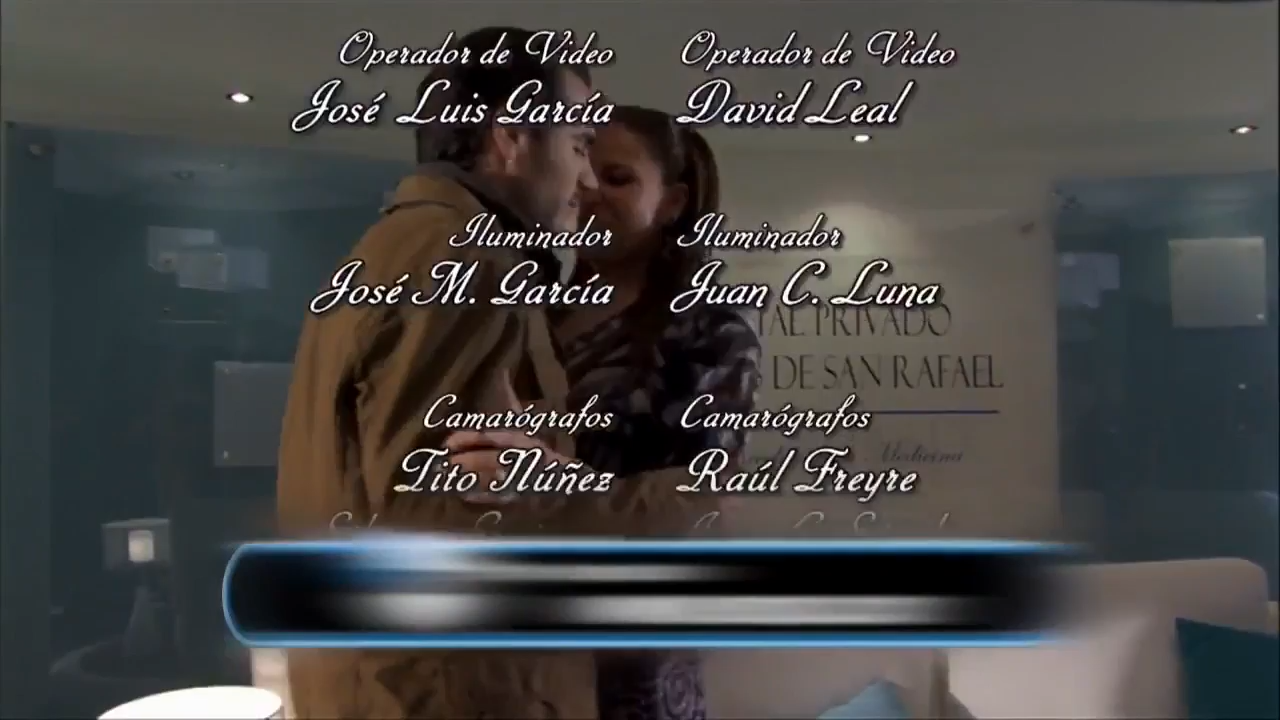 Operador de Video
José Luis García
Operador de Video
David Leal
Iluminador
José M. García
Iluminador
Juan C. Luna
TAL PRIVADO
DE SAN RAFAEL
Medicina
Camarógrafos
Tito Núñez
Camarógrafos
Raúl Freyre